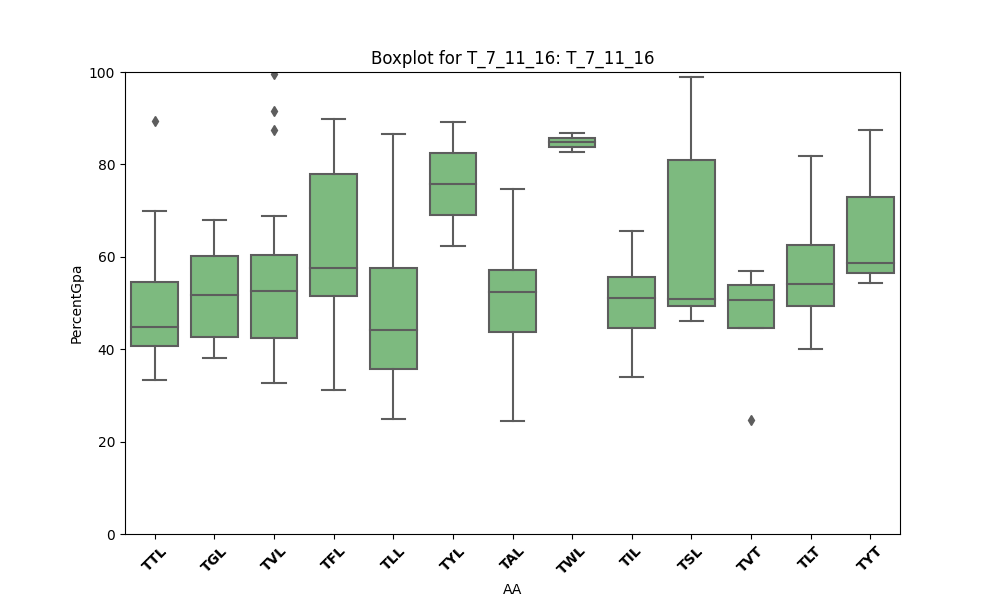 Boxplot for T_7_11_16: T_7_11_16
100
80
60
40
20
0
PercentGpa
TTL TGL TVL TFL TLL TYL TAL TWL TIL TSL TVT TLT TYT
AA